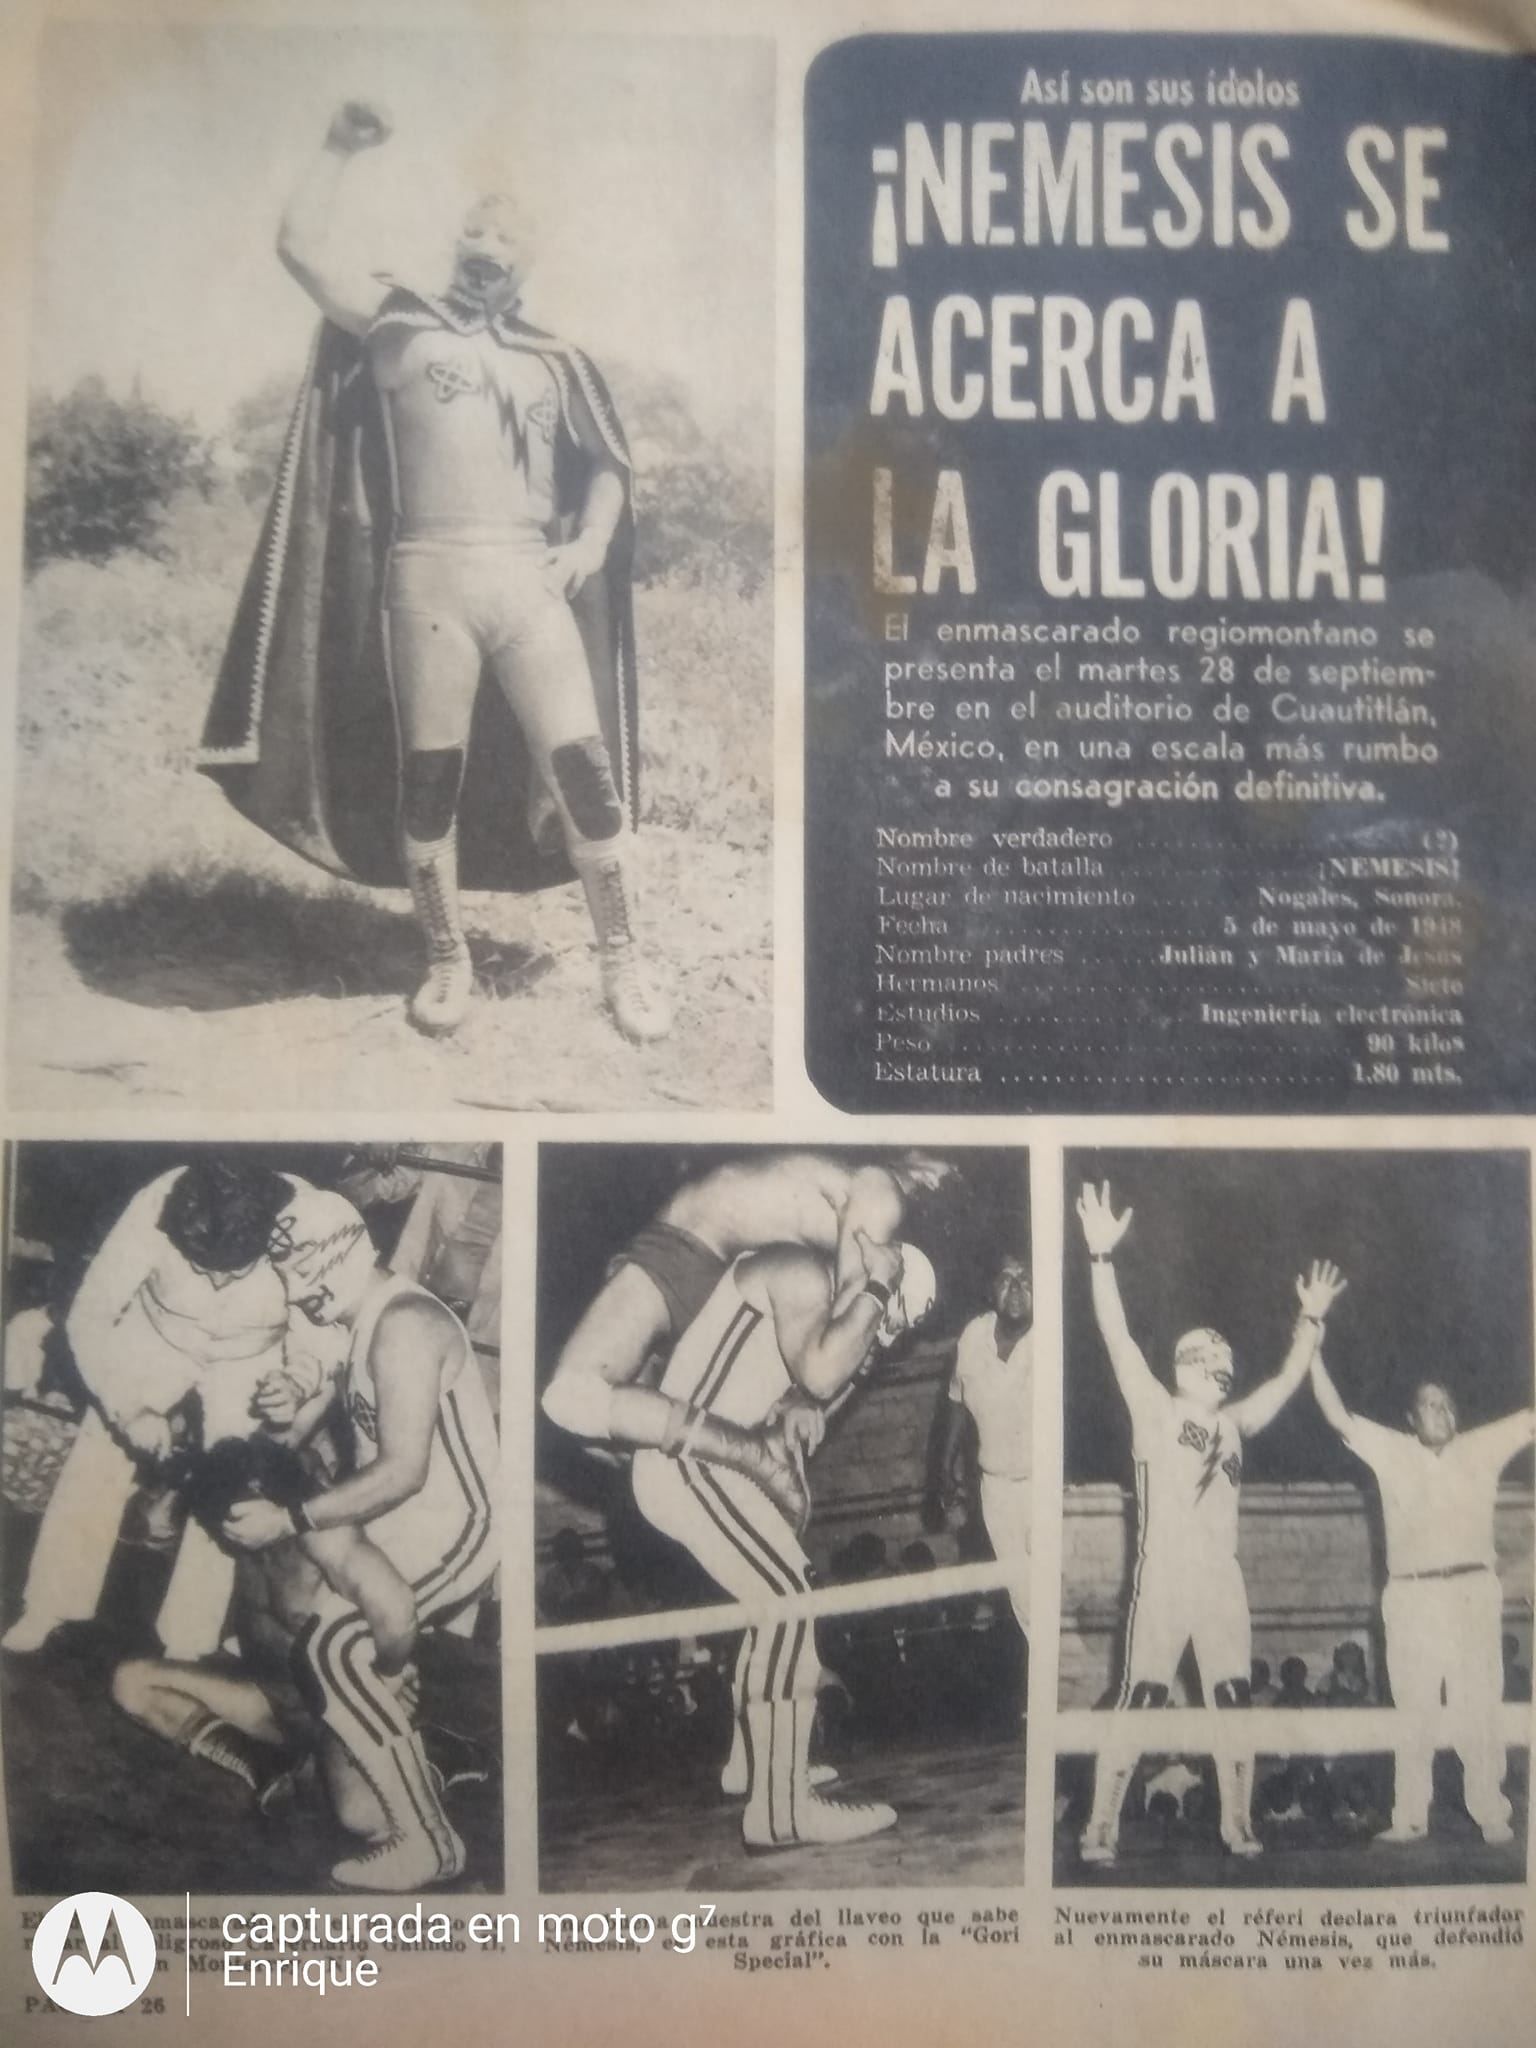 Así son sus ídolos
¡NEMESIS SE
ACERCA A
LA GLORIA!
El enmascarado regiomontano se
presenta el martes 28 de septiem-
bre en el auditorio de Cuautitlán,
México, en una escala más rumbo
a su consagración definitiva.
Nombre verdadero .................... (?)
Nombre de batalla .................... ¡NEMESIS!
Lugar de nacimiento ........ Nogales, Sonora.
Fecha .................... 5 de mayo de 1948
Nombre padres ...... Julián y María de Jesús
Hermanos .................... Siete
Estudios .................... Ingeniería electrónica
Peso .................... 90 kilos
Estatura .................... 1.80 mts.
El
Galindo II,
n
muestra del llaveo que sabe
Némesis, en esta gráfica con la "Gori
Special".
Nuevamente el réferi declara triunfador
al enmascarado Némesis, que defendió
su máscara una vez más.
26
capturada en moto g⁷
Enrique